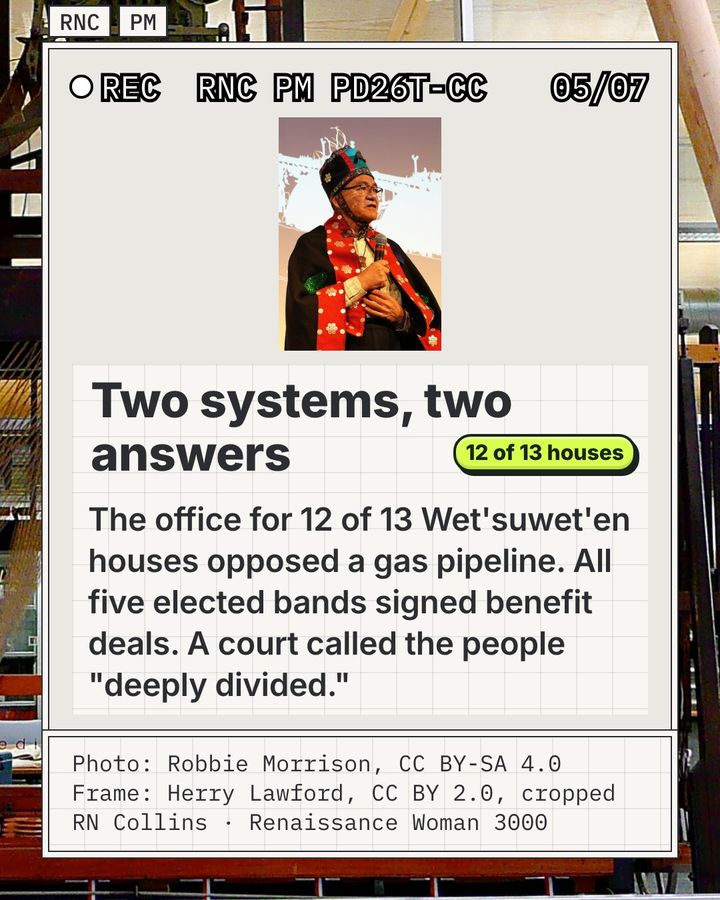 RNC PM
REC RNC PM PD26T-CC 05/07
Two systems, two
answers
12 of 13 houses
The office for 12 of 13 Wet'suwet'en
houses opposed a gas pipeline. All
five elected bands signed benefit
deals. A court called the people
"deeply divided."
Photo: Robbie Morrison, CC BY-SA 4.0
Frame: Herry Lawford, CC BY 2.0, cropped
RN Collins · Renaissance Woman 3000